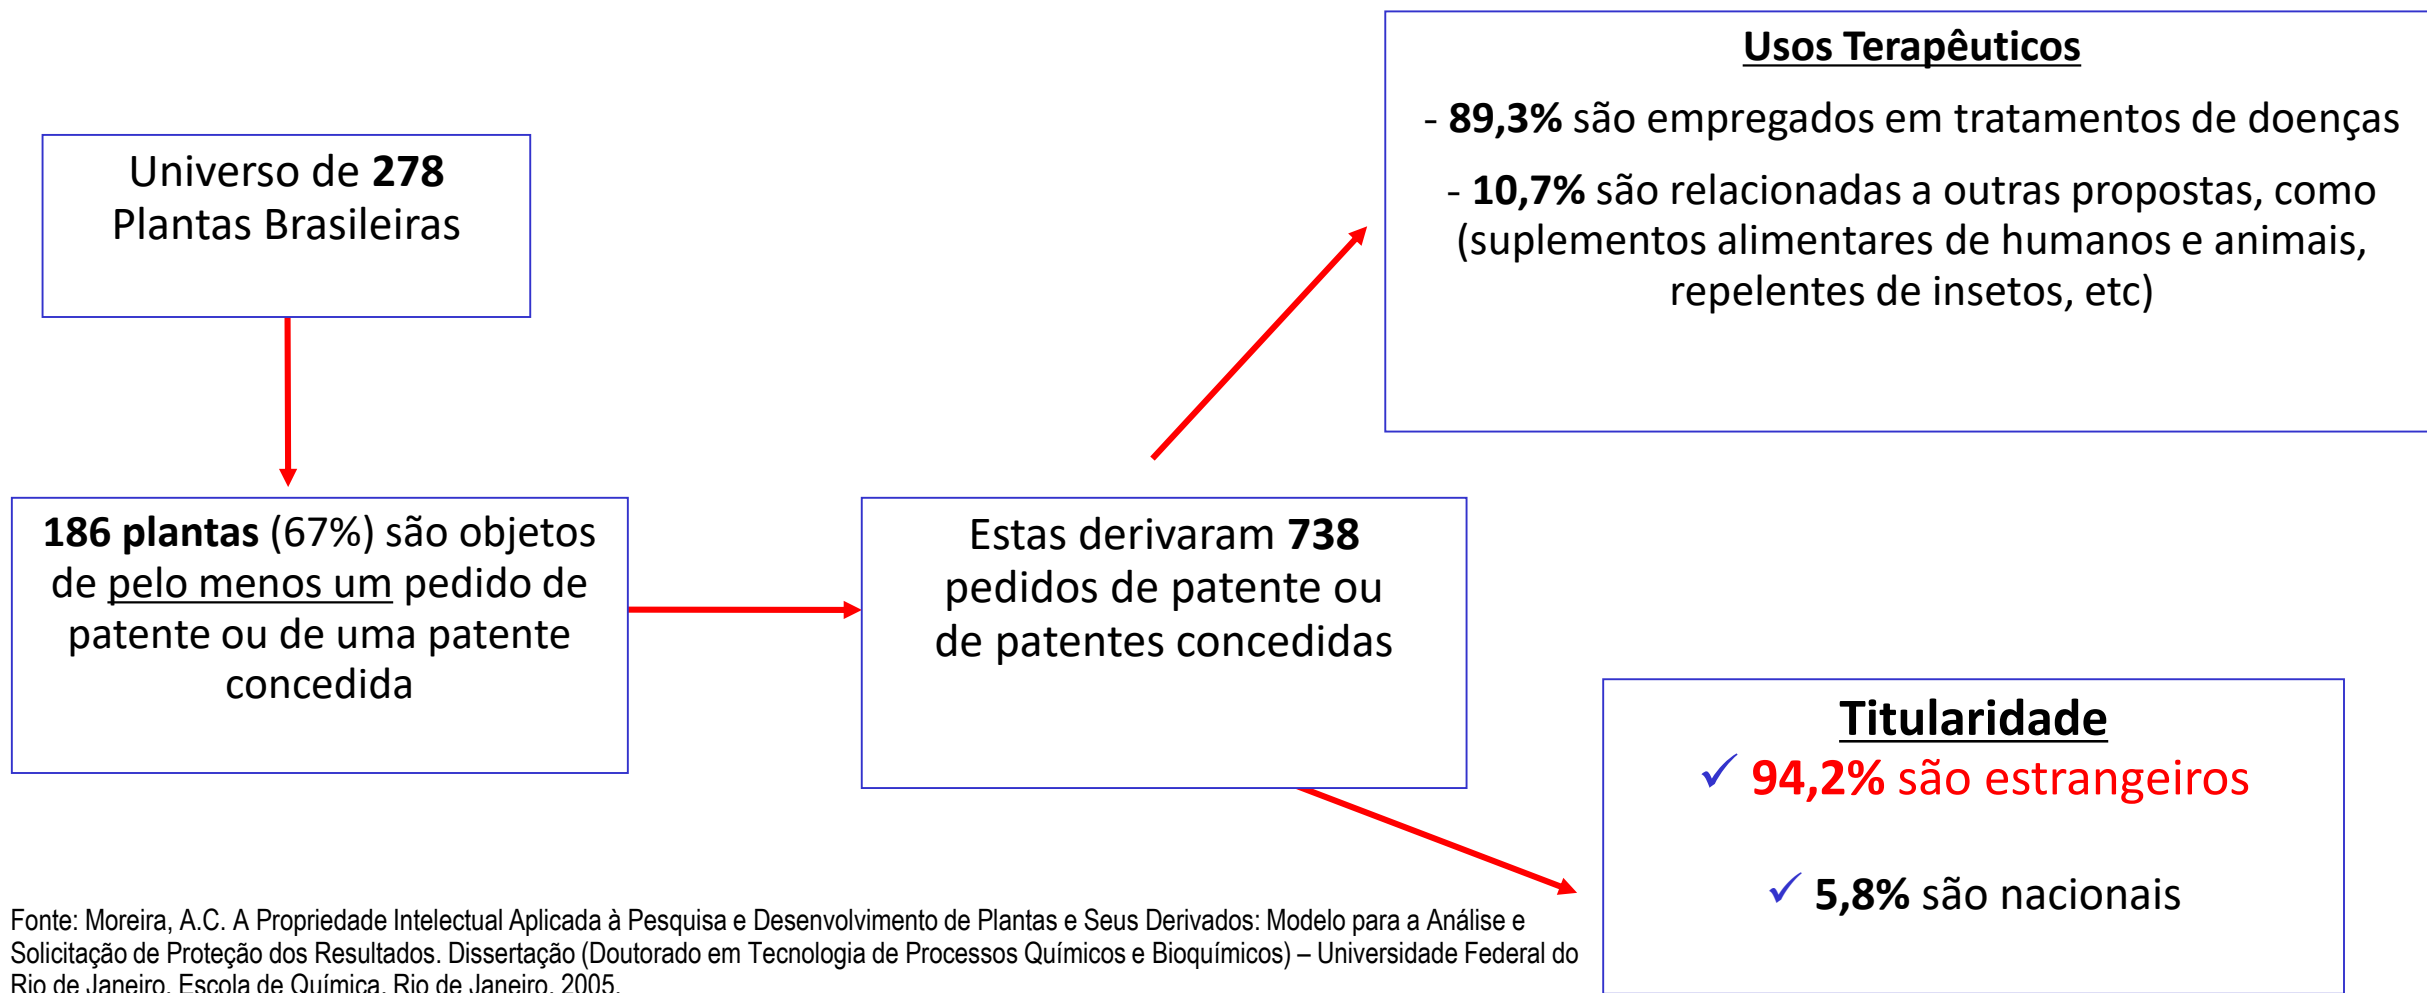 Universo de 278
Plantas Brasileiras
186 plantas (67%) são objetos
de pelo menos um pedido de
patente ou de uma patente
concedida
Estas derivaram 738
pedidos de patente ou
de patentes concedidas
Usos Terapêuticos
- 89,3% são empregados em tratamentos de doenças
- 10,7% são relacionadas a outras propostas, como
(suplementos alimentares de humanos e animais,
repelentes de insetos, etc)
Titularidade
✓ 94,2% são estrangeiros
✓ 5,8% são nacionais
Fonte: Moreira, A.C. A Propriedade Intelectual Aplicada à Pesquisa e Desenvolvimento de Plantas e Seus Derivados: Modelo para a Análise e
Solicitação de Proteção dos Resultados. Dissertação (Doutorado em Tecnologia de Processos Químicos e Bioquímicos) – Universidade Federal do
Rio de Janeiro, Escola de Química, Rio de Janeiro, 2005.